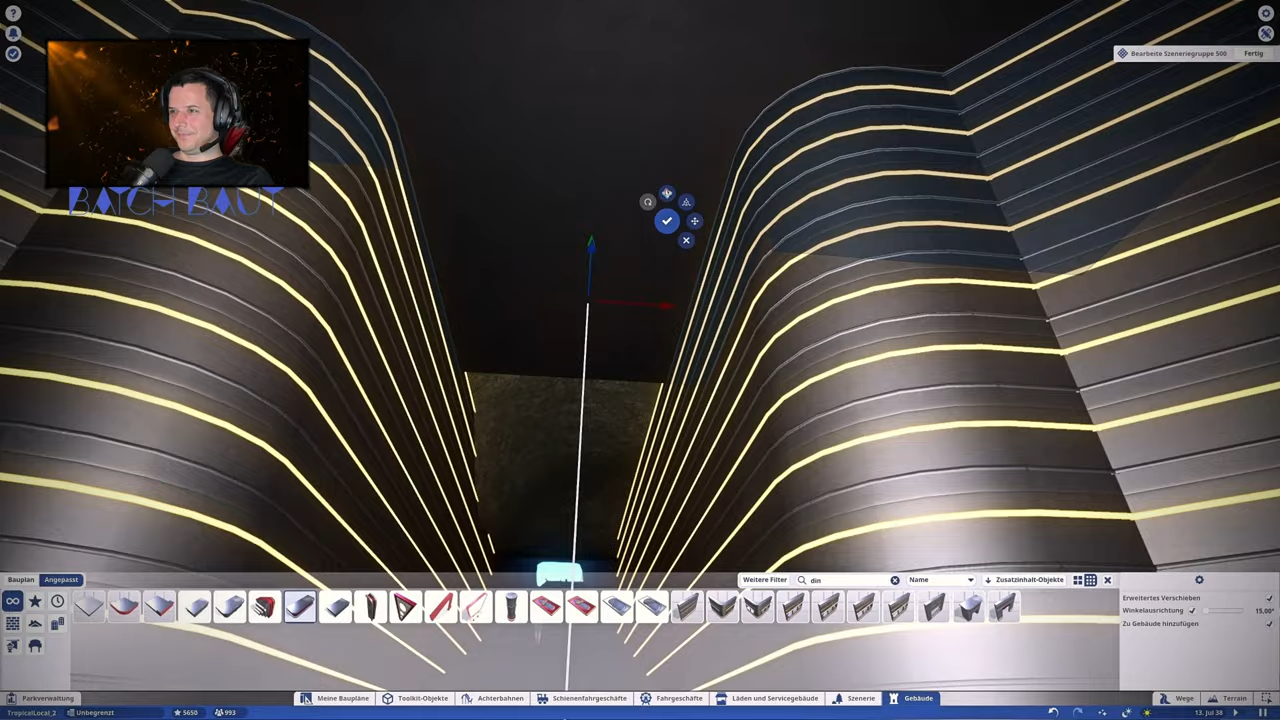 ?
Bearbeite Szeneriegruppe 500 Fertig
BATCH BAUT
Bauplan Angepasst
Weitere Filter din Name Zusatzinhalt-Objekte
Erweitertes Verschieben
Winkelausrichtung 15,00°
Zu Gebäude hinzufügen
Parkverwaltung Meine Baupläne Toolkit-Objekte Achterbahnen Schienenfahrgeschäfte Fahrgeschäfte Läden und Servicegebäude Szenerie Gebäude Wege Terrain
TropicalLocal_2 Unbegrenzt 5650 993 13. Jul 38